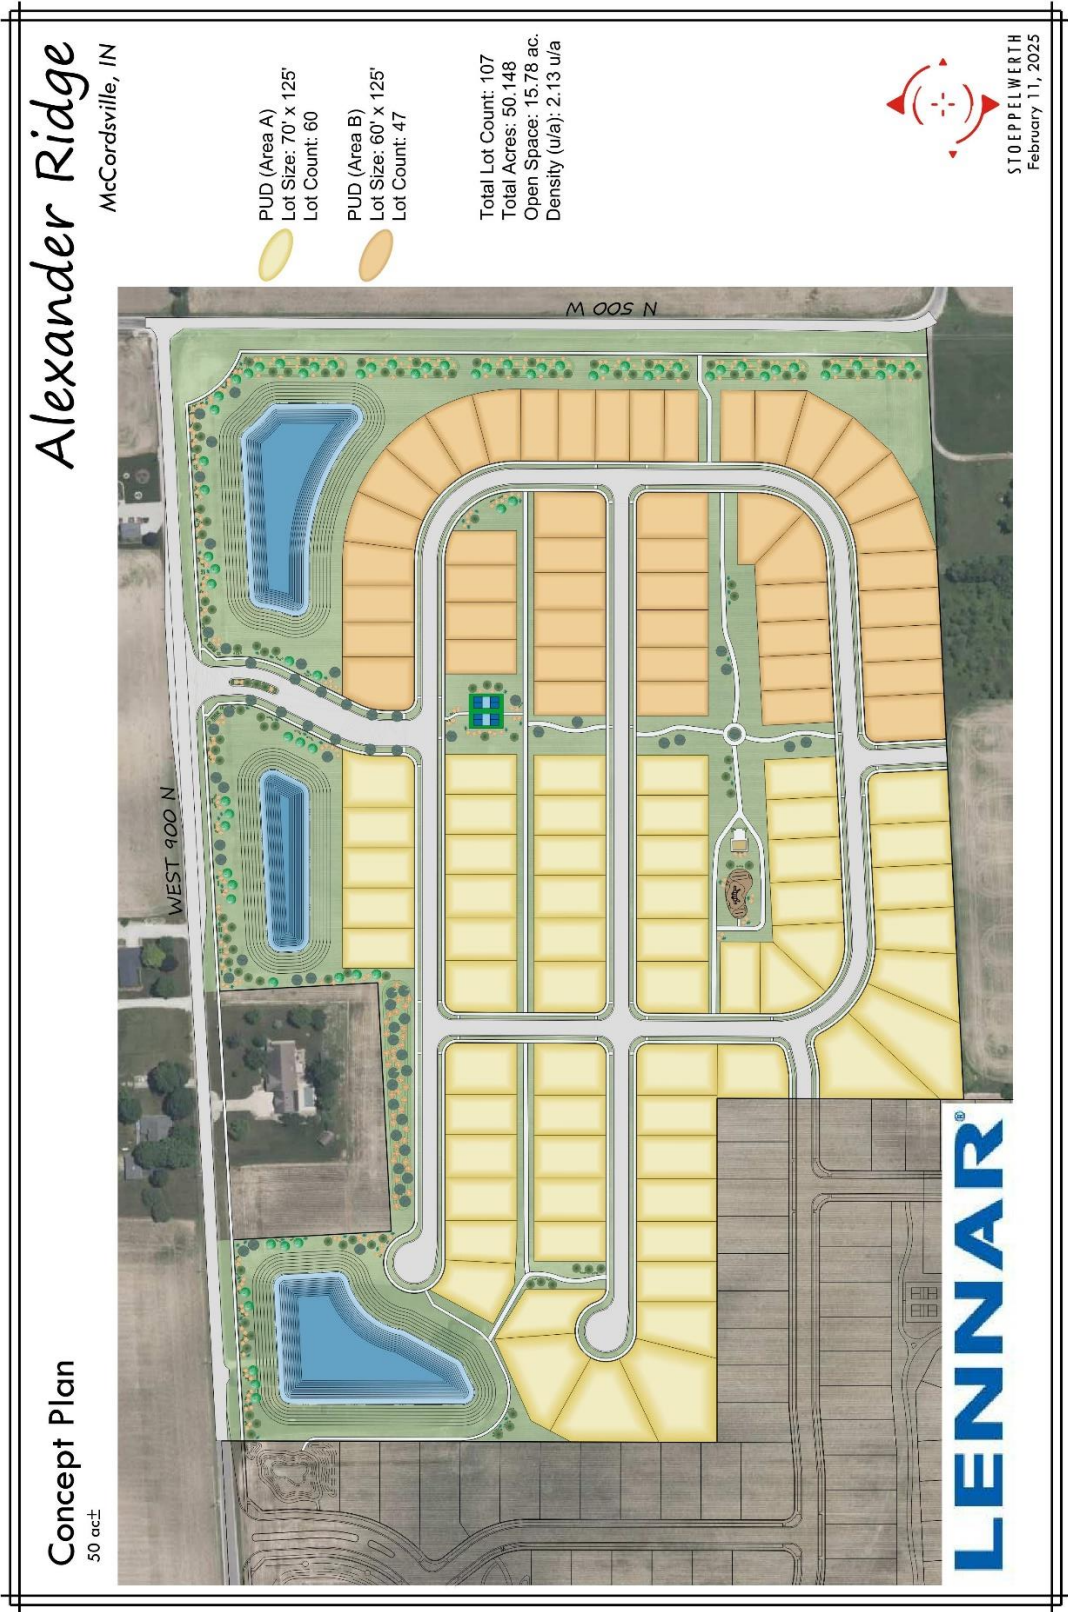 Concept Plan
50 ac±
Alexander Ridge
McCordsville, IN
PUD (Area A)
Lot Size: 70' x 125'
Lot Count: 60
PUD (Area B)
Lot Size: 60' x 125'
Lot Count: 47
Total Lot Count: 107
Total Acres: 50.148
Open Space: 15.78 ac.
Density (u/a): 2.13 u/a
WEST 900 N
N 500 W
LENNAR®
STOEPPELWERTH
February 11, 2025